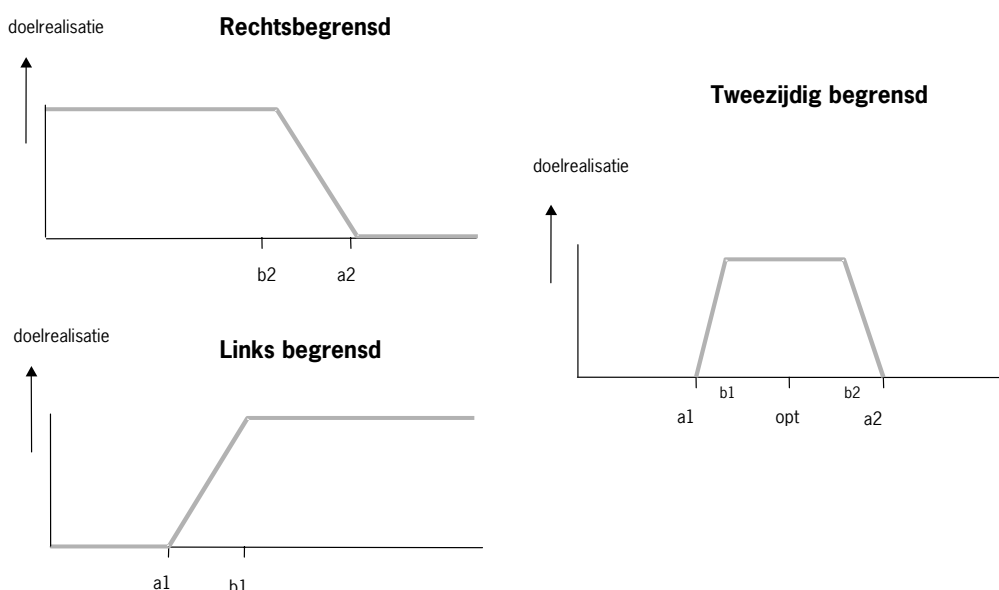 doelrealisatie
Rechtsbegrensd
b2
a2
doelrealisatie
Links begrensd
a1
b1
Tweezijdig begrensd
doelrealisatie
b1
b2
a1
opt
a2